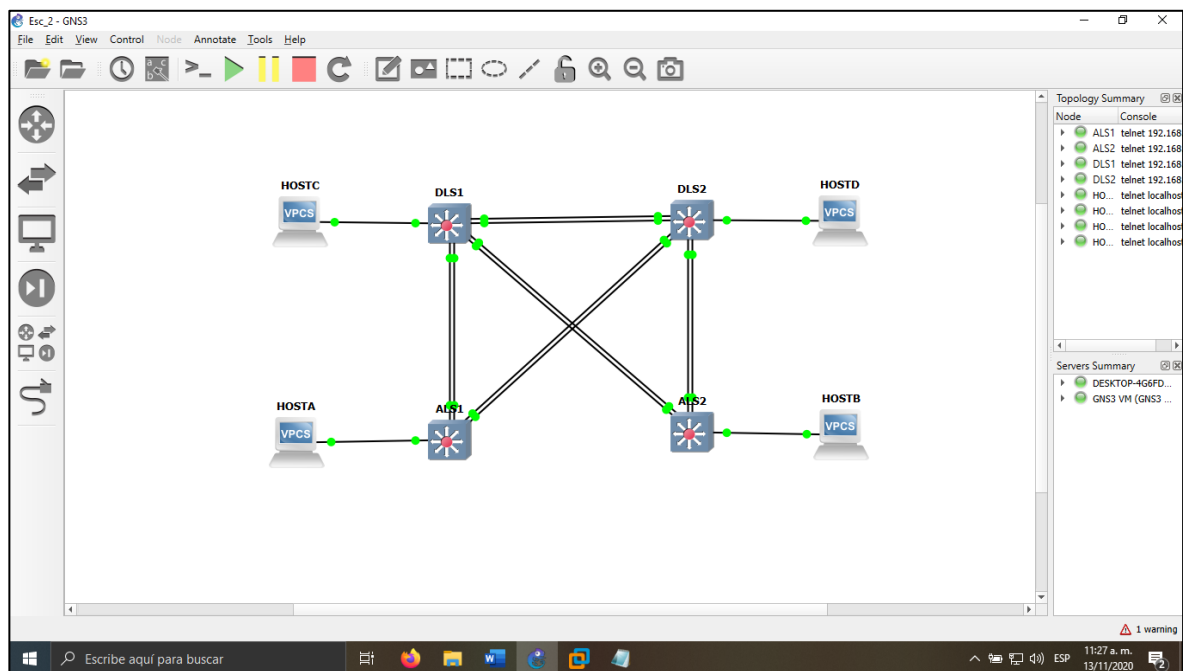 Esc_2 - GNS3
File Edit View Control Node Annotate Tools Help
Topology Summary
Node Console
ALS1 telnet 192.168
ALS2 telnet 192.168
DLS1 telnet 192.168
DLS2 telnet 192.168
HO... telnet localhost
HO... telnet localhost
HO... telnet localhost
HO... telnet localhost
HOSTC
VPCS
DLS1
DLS2
HOSTD
VPCS
HOSTA
VPCS
ALS1
ALS2
HOSTB
VPCS
Servers Summary
DESKTOP-4G6FD...
GNS3 VM (GNS3 ...
1 warning
Escribe aquí para buscar
ESP
11:27 a. m.
13/11/2020
2